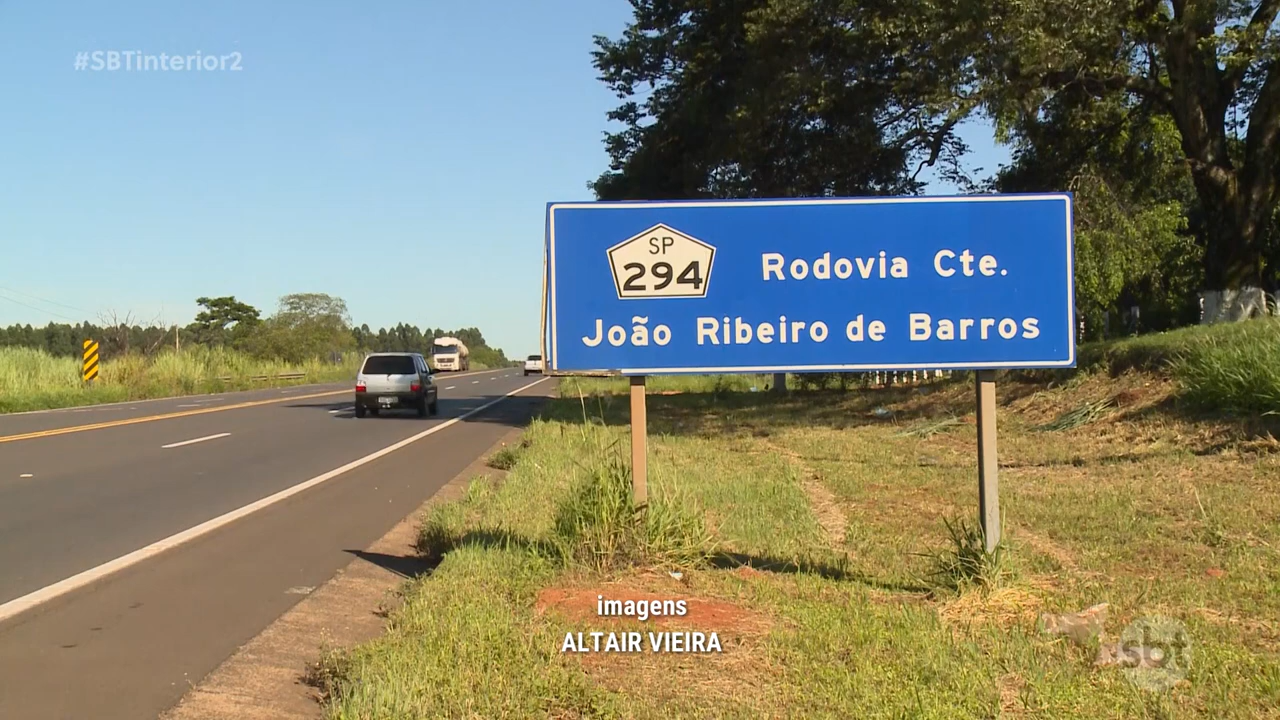 #SBTinterior2
SP
294
Rodovia Cte.
João Ribeiro de Barros
imagens
ALTAIR VIEIRA
sbt